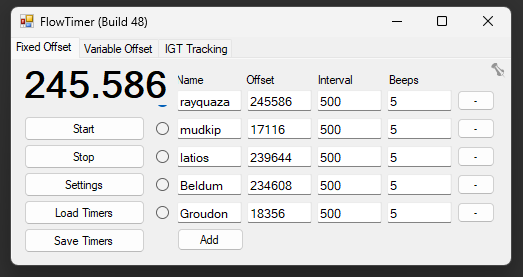 FlowTimer (Build 48)
Fixed Offset Variable Offset IGT Tracking
245.586
Name Offset Interval Beeps
rayquaza 245586 500 5 -
Start mudkip 17116 500 5 -
Stop latios 239644 500 5 -
Settings Beldum 234608 500 5 -
Load Timers Groudon 18356 500 5 -
Save Timers Add